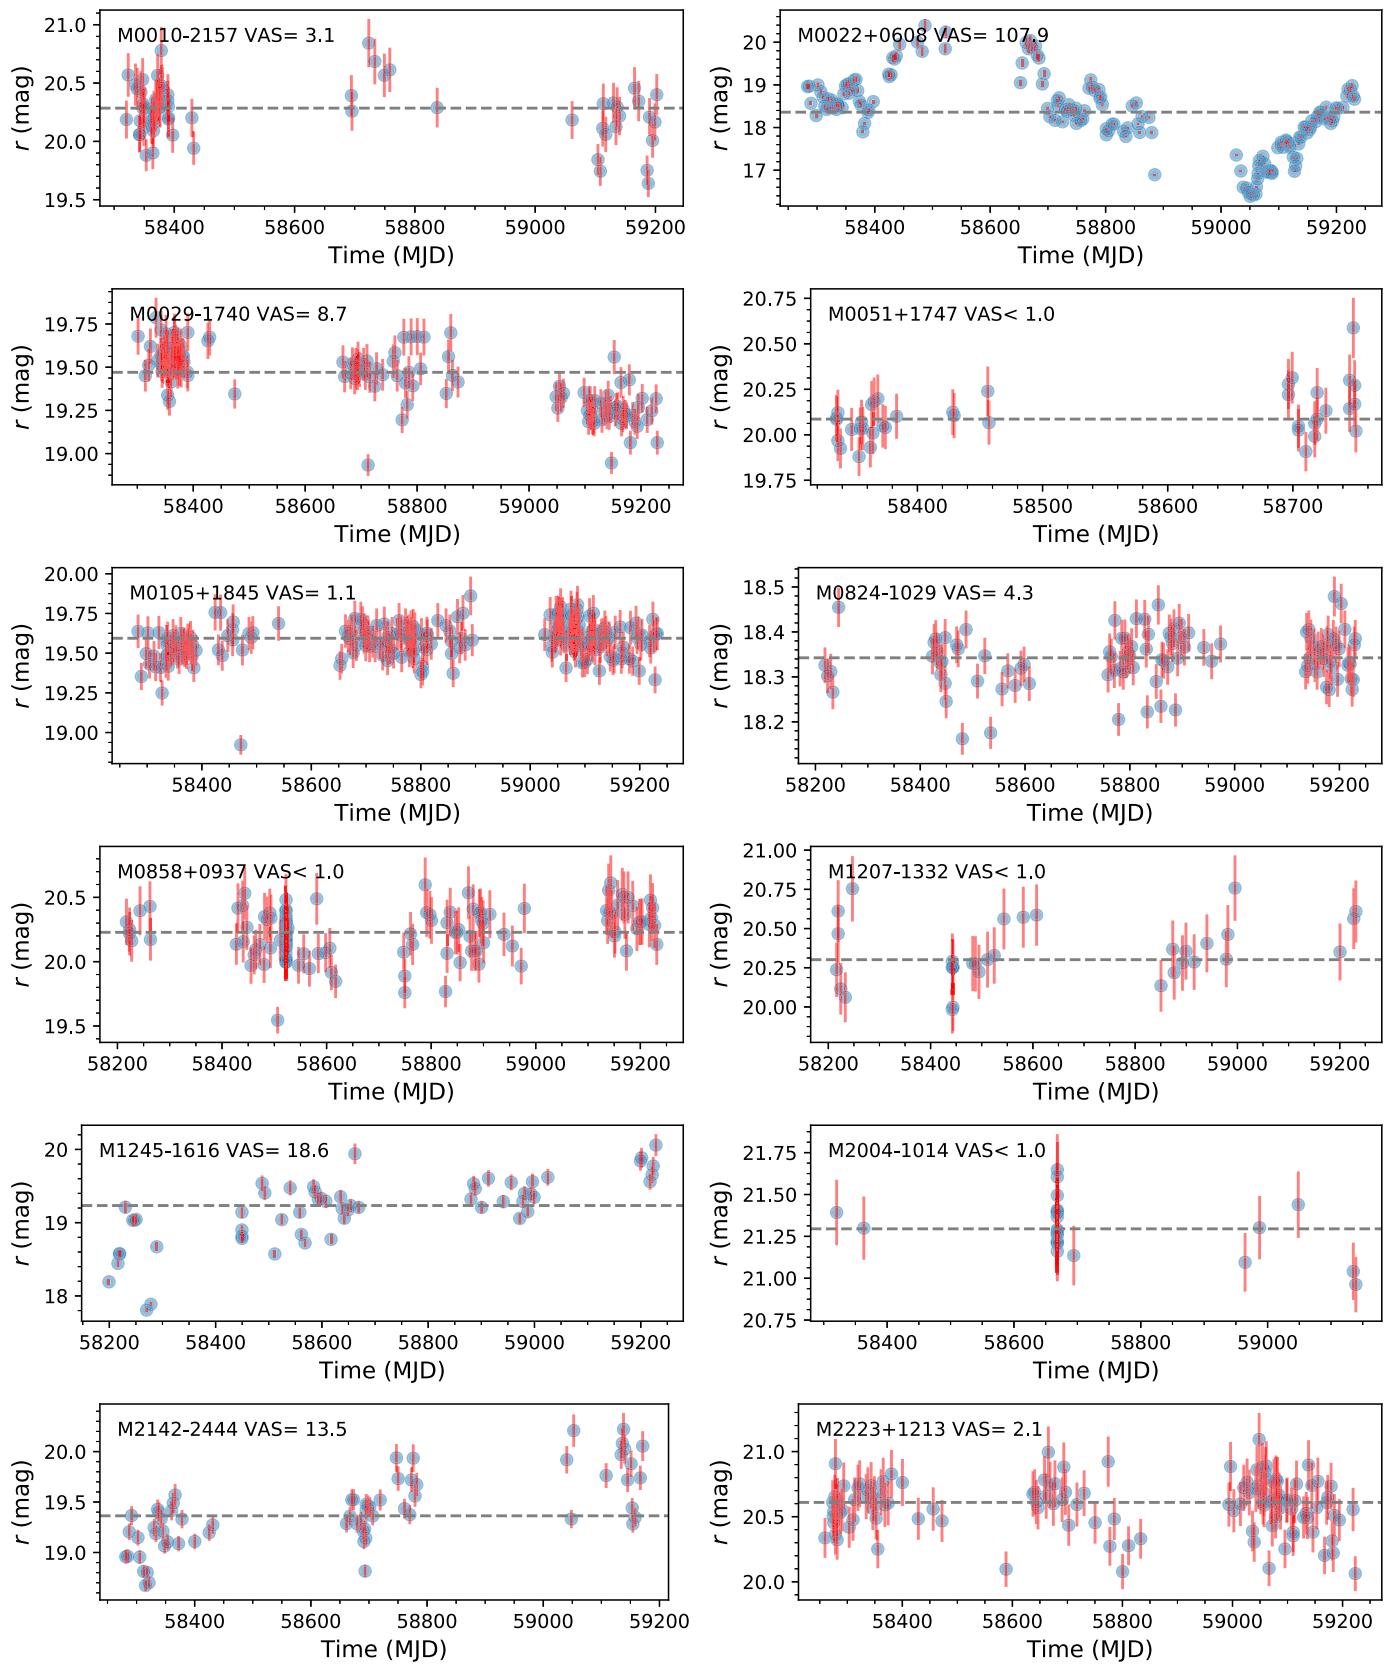 M0010-2157 VAS= 3.1
r (mag)
21.0
20.5
20.0
19.5
58400 58600 58800 59000 59200
Time (MJD)
M0022+0608 VAS= 107.9
r (mag)
20
19
18
17
58400 58600 58800 59000 59200
Time (MJD)
M0029-1740 VAS= 8.7
r (mag)
19.75
19.50
19.25
19.00
58400 58600 58800 59000 59200
Time (MJD)
M0051+1747 VAS< 1.0
r (mag)
20.75
20.50
20.25
20.00
19.75
58400 58500 58600 58700
Time (MJD)
M0105+1845 VAS= 1.1
r (mag)
20.00
19.75
19.50
19.25
19.00
58400 58600 58800 59000 59200
Time (MJD)
M0824-1029 VAS= 4.3
r (mag)
18.5
18.4
18.3
18.2
58200 58400 58600 58800 59000 59200
Time (MJD)
M0858+0937 VAS< 1.0
r (mag)
20.5
20.0
19.5
58200 58400 58600 58800 59000 59200
Time (MJD)
M1207-1332 VAS< 1.0
r (mag)
21.00
20.75
20.50
20.25
20.00
58200 58400 58600 58800 59000 59200
Time (MJD)
M1245-1616 VAS= 18.6
r (mag)
20
19
18
58200 58400 58600 58800 59000 59200
Time (MJD)
M2004-1014 VAS< 1.0
r (mag)
21.75
21.50
21.25
21.00
20.75
58400 58600 58800 59000
Time (MJD)
M2142-2444 VAS= 13.5
r (mag)
20.0
19.5
19.0
58400 58600 58800 59000 59200
Time (MJD)
M2223+1213 VAS= 2.1
r (mag)
21.0
20.5
20.0
58400 58600 58800 59000 59200
Time (MJD)